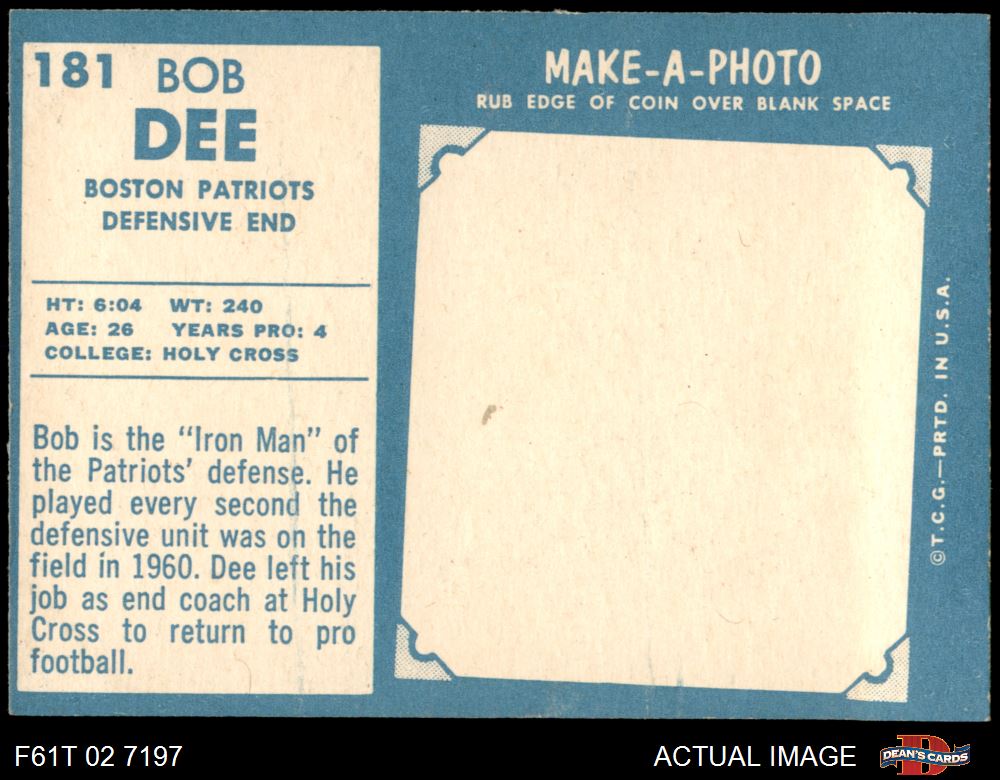 181 BOB
DEE
BOSTON PATRIOTS
DEFENSIVE END
HT: 6:04 WT: 240
AGE: 26 YEARS PRO: 4
COLLEGE: HOLY CROSS
Bob is the “Iron Man” of
the Patriots’ defense. He
played every second the
defensive unit was on the
field in 1960. Dee left his
job as end coach at Holy
Cross to return to pro
football.
MAKE-A-PHOTO
RUB EDGE OF COIN OVER BLANK SPACE
©T.C.G.—PRTD. IN U.S.A.
F61T 02 7197
ACTUAL IMAGE
D
DEAN'S CARDS